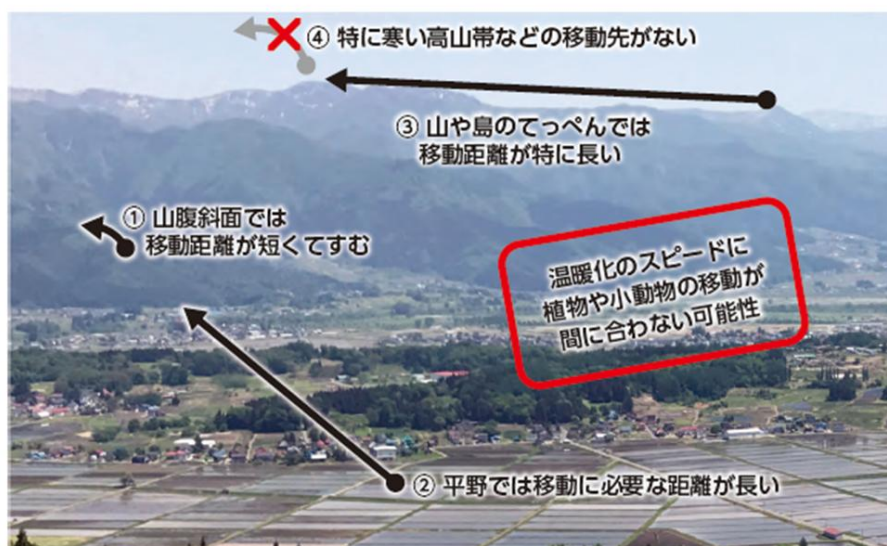 ④ 特に寒い高山帯などの移動先がない
③ 山や島のてっぺんでは
移動距離が特に長い
① 山腹斜面では
移動距離が短くてすむ
温暖化のスピードに
植物や小動物の移動が
間に合わない可能性
② 平野では移動に必要な距離が長い